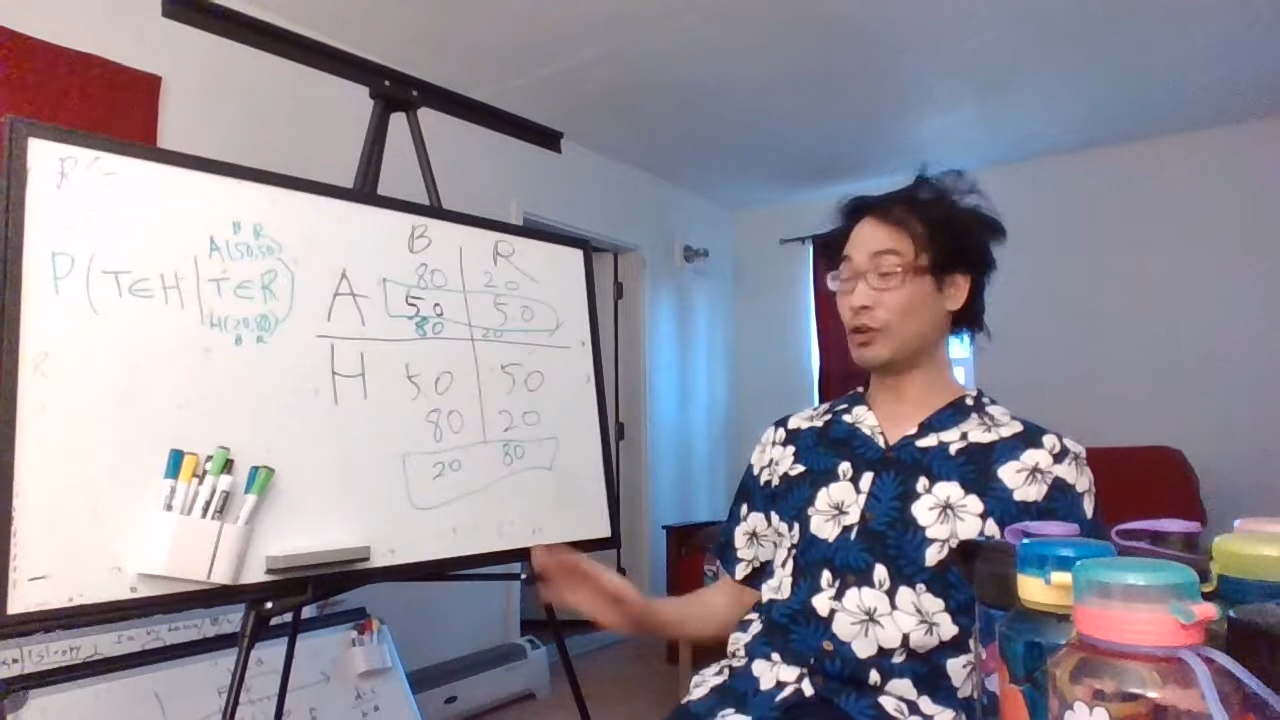 B R
A(50,50)
P(T∈H|T∈R)
H(20,80)
B R
B R
80 20
A 50 50
80 20
H 50 50
80 20
20 80